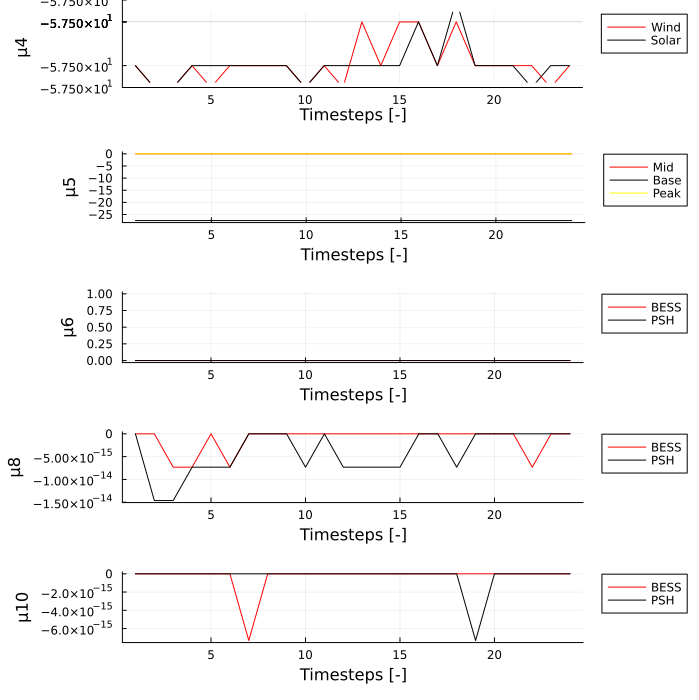 −5.750×10
−5.750×10¹
μ4
−5.750×10¹
−5.750×10¹
5 10 15 20
Timesteps [-]
Wind
Solar
μ5
0
−5
−10
−15
−20
−25
5 10 15 20
Timesteps [-]
Mid
Base
Peak
μ6
1.00
0.75
0.50
0.25
0.00
5 10 15 20
Timesteps [-]
BESS
PSH
μ8
0
−5.00×10⁻¹⁵
−1.00×10⁻¹⁴
−1.50×10⁻¹⁴
5 10 15 20
Timesteps [-]
BESS
PSH
μ10
0
−2.0×10⁻¹⁵
−4.0×10⁻¹⁵
−6.0×10⁻¹⁵
5 10 15 20
Timesteps [-]
BESS
PSH